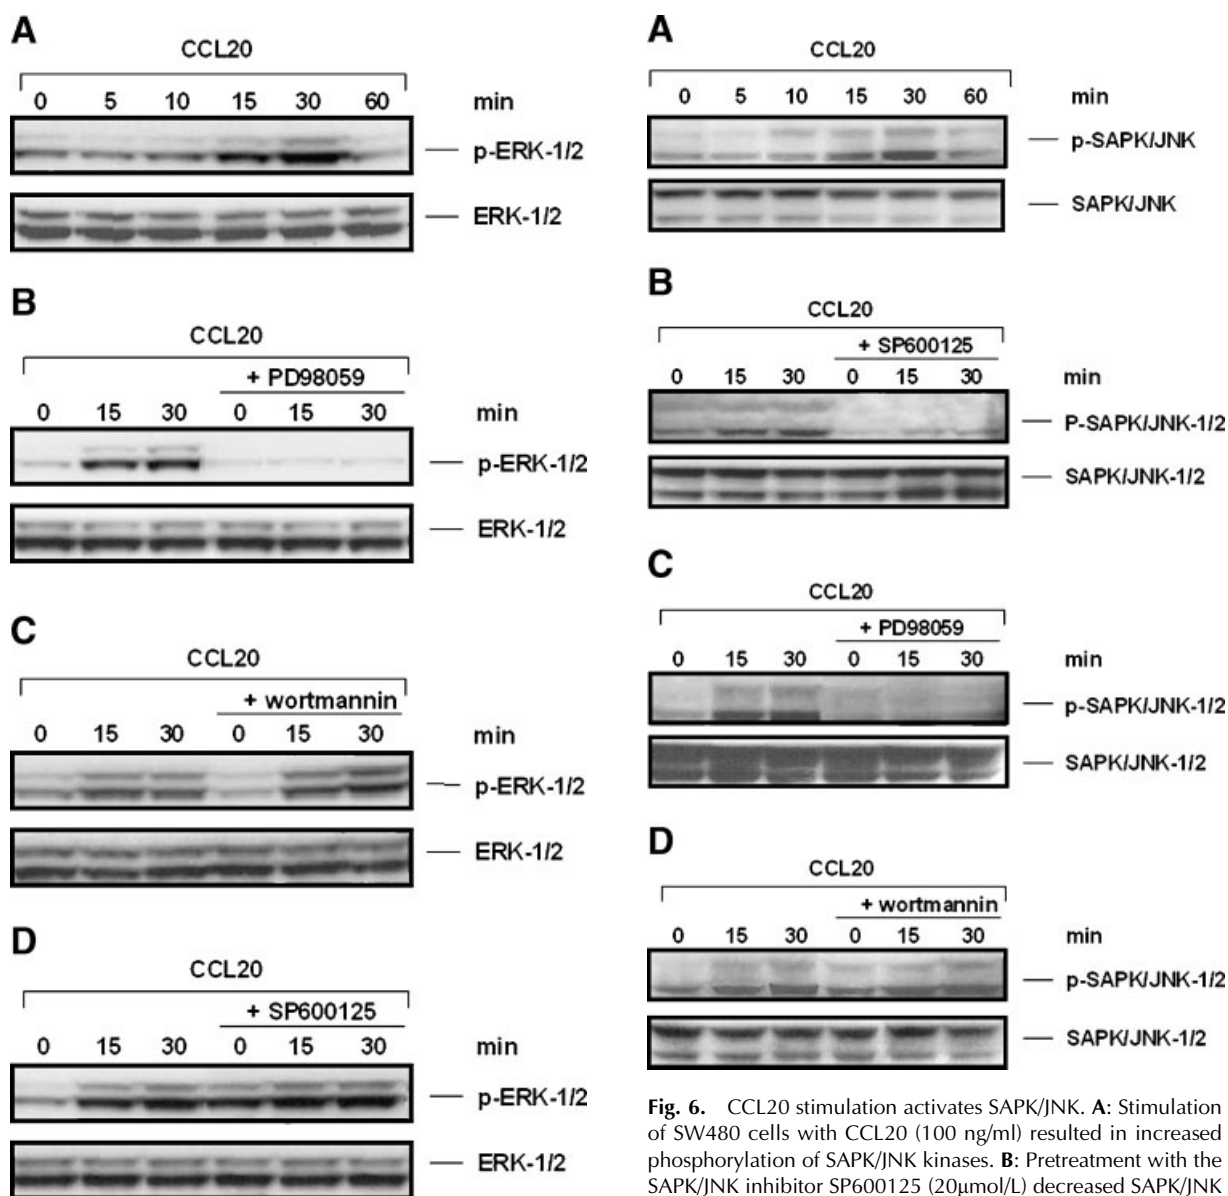 A
CCL20
0 5 10 15 30 60 min
p-ERK-1/2
ERK-1/2
B
CCL20
+ PD98059
0 15 30 0 15 30 min
p-ERK-1/2
ERK-1/2
C
CCL20
+ wortmannin
0 15 30 0 15 30 min
p-ERK-1/2
ERK-1/2
D
CCL20
+ SP600125
0 15 30 0 15 30 min
p-ERK-1/2
ERK-1/2
A
CCL20
0 5 10 15 30 60 min
p-SAPK/JNK
SAPK/JNK
B
CCL20
+ SP600125
0 15 30 0 15 30 min
P-SAPK/JNK-1/2
SAPK/JNK-1/2
C
CCL20
+ PD98059
0 15 30 0 15 30 min
p-SAPK/JNK-1/2
SAPK/JNK-1/2
D
CCL20
+ wortmannin
0 15 30 0 15 30 min
p-SAPK/JNK-1/2
SAPK/JNK-1/2
Fig. 6. CCL20 stimulation activates SAPK/JNK. A: Stimulation
of SW480 cells with CCL20 (100 ng/ml) resulted in increased
phosphorylation of SAPK/JNK kinases. B: Pretreatment with the
SAPK/JNK inhibitor SP600125 (20μmol/L) decreased SAPK/JNK